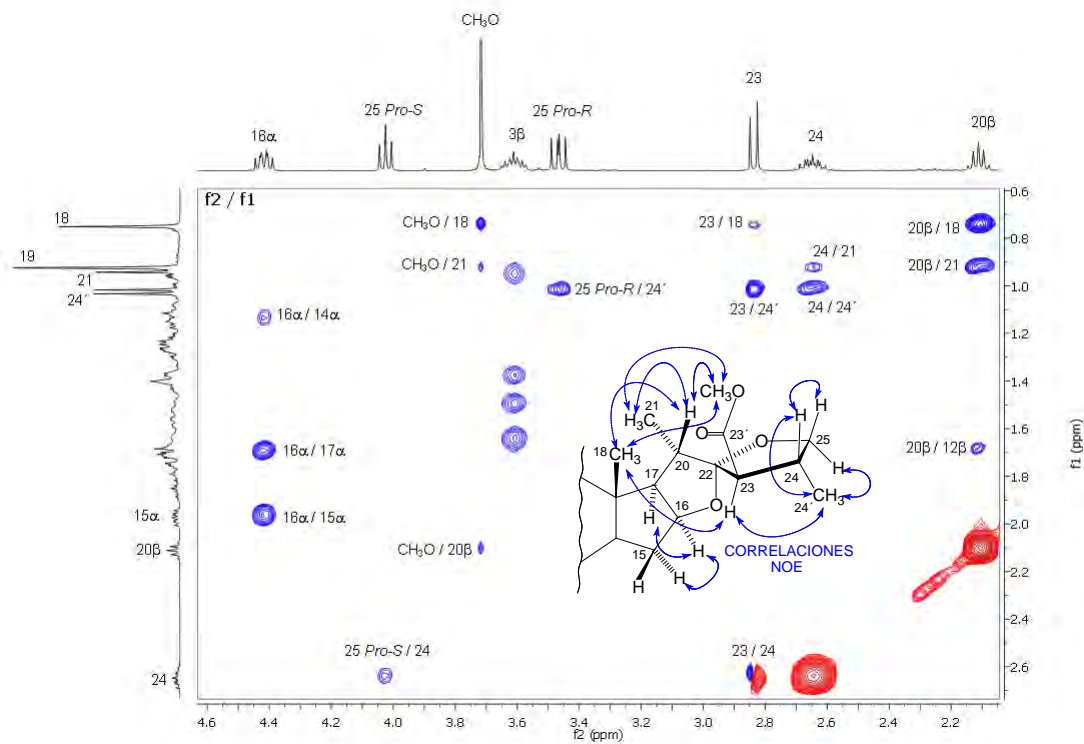 CH₃O
23
25 Pro-S
25 Pro-R
3β
16α
24
20β
f2 / f1
0.6
18
CH₃O / 18
23 / 18
20β / 18
0.8
19
CH₃O / 21
24 / 21
20β / 21
21
25 Pro-R / 24´
1.0
24´
23 / 24´
24 / 24´
16α / 14α
1.2
1.4
CH₃O
O
H
H
H
21
H₃C
O
23´
O
25
1.6
18
CH₃
20
H
16α / 17α
20β / 12β
17
22
24
1.8
23
24´
CH₃
16
O
H
H
15α
16α / 15α
2.0
H
CORRELACIONES
NOE
15
20β
CH₃O / 20β
H
H
2.2
2.4
25 Pro-S / 24
23 / 24
24
2.6
4.6 4.4 4.2 4.0 3.8 3.6 3.4 3.2 3.0 2.8 2.6 2.4 2.2
f2 (ppm)
f1 (ppm)